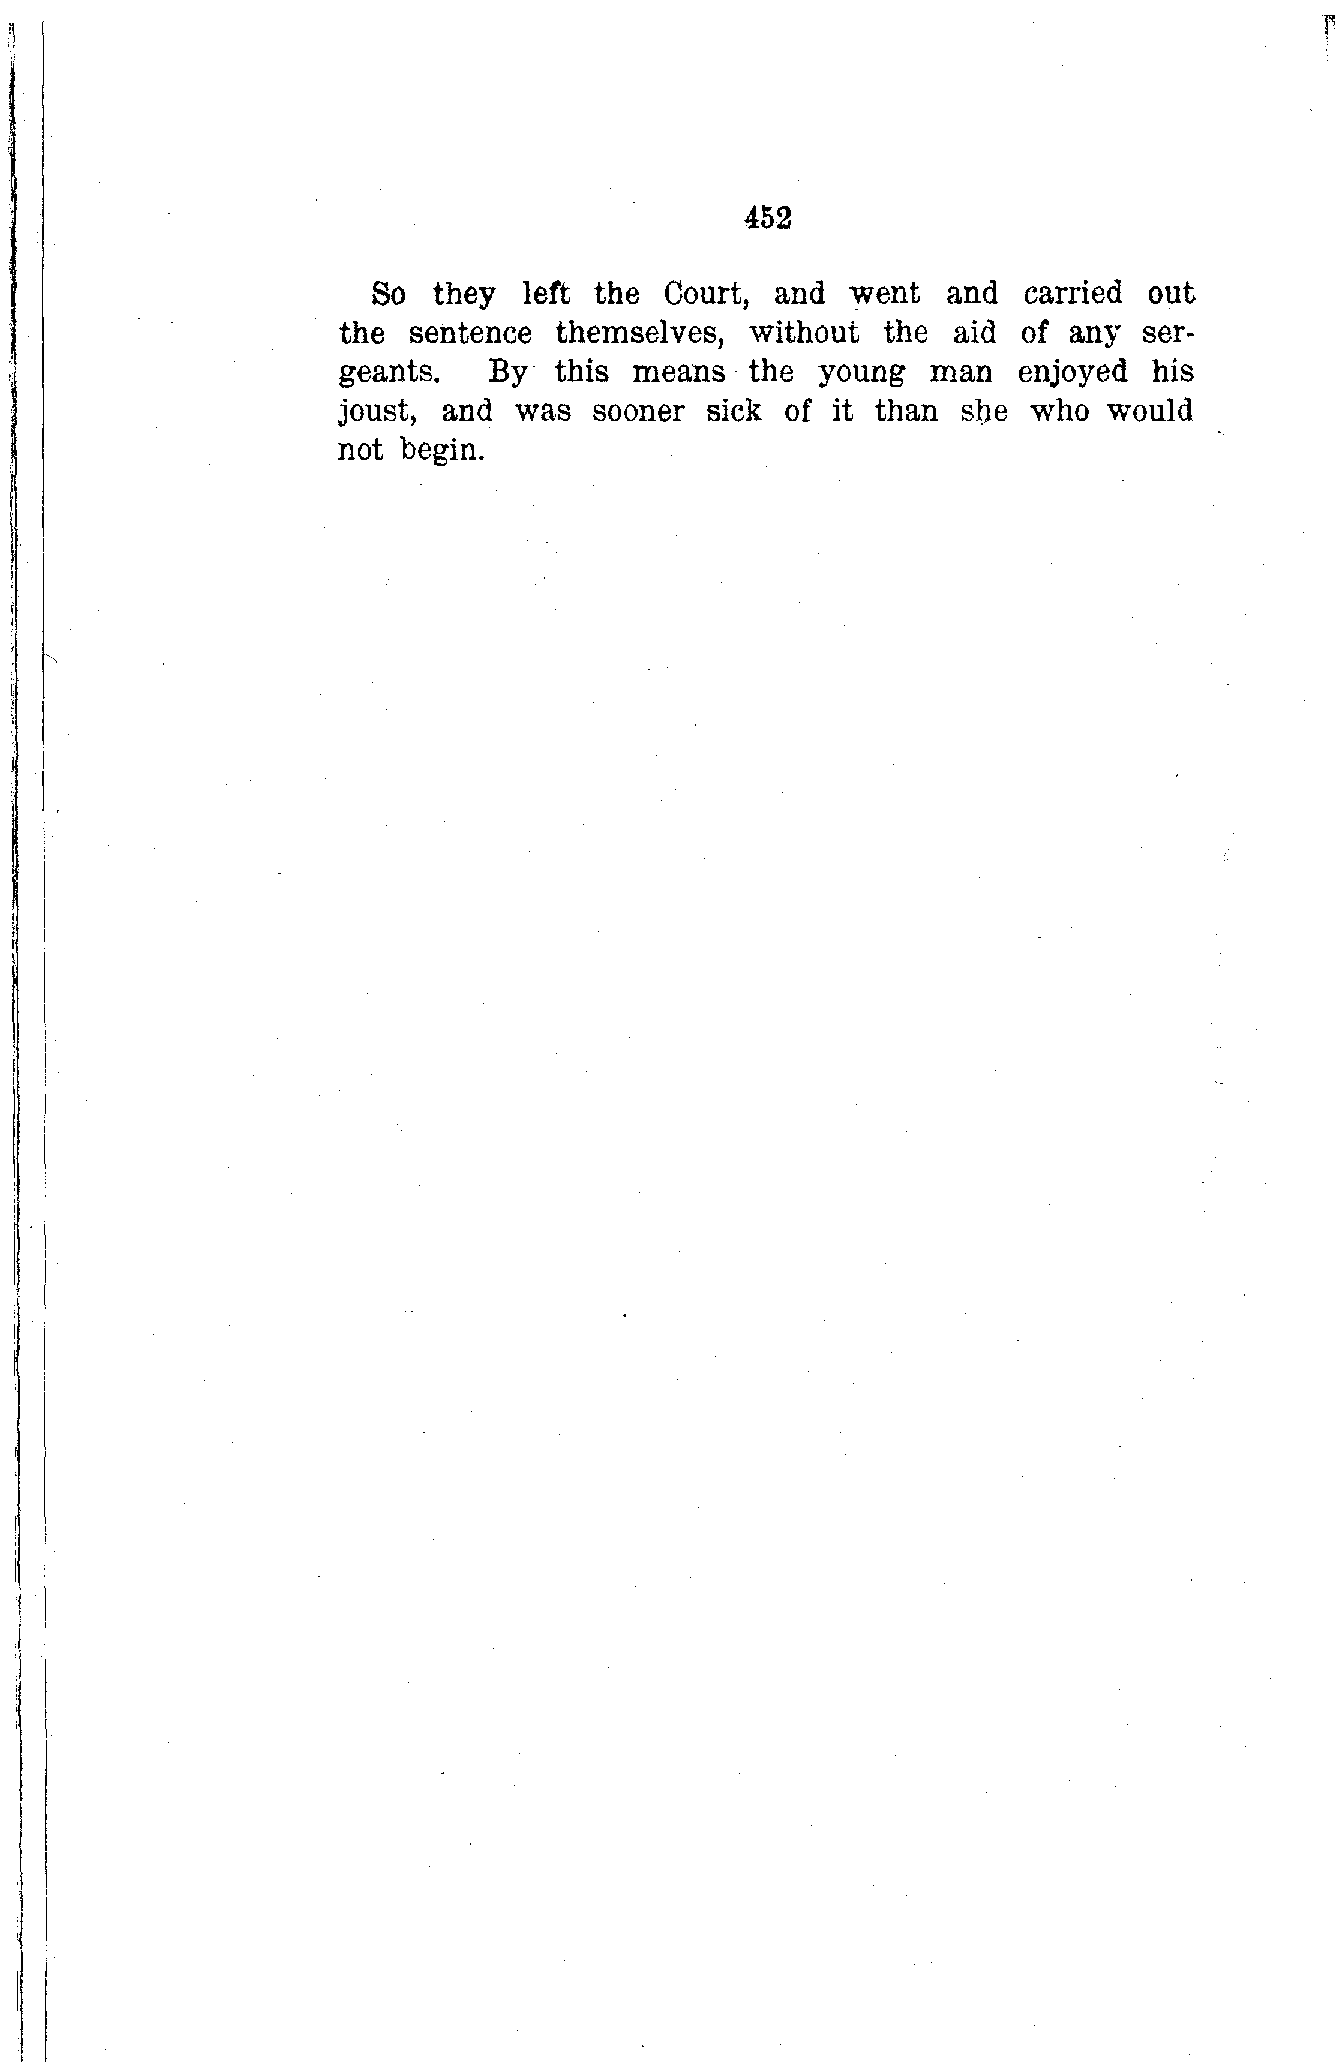 452
So they left the Court, and went and carried out
the sentence themselves, without the aid of any ser-
geants. By this means the young man enjoyed his
joust, and was sooner sick of it than she who would
not begin.